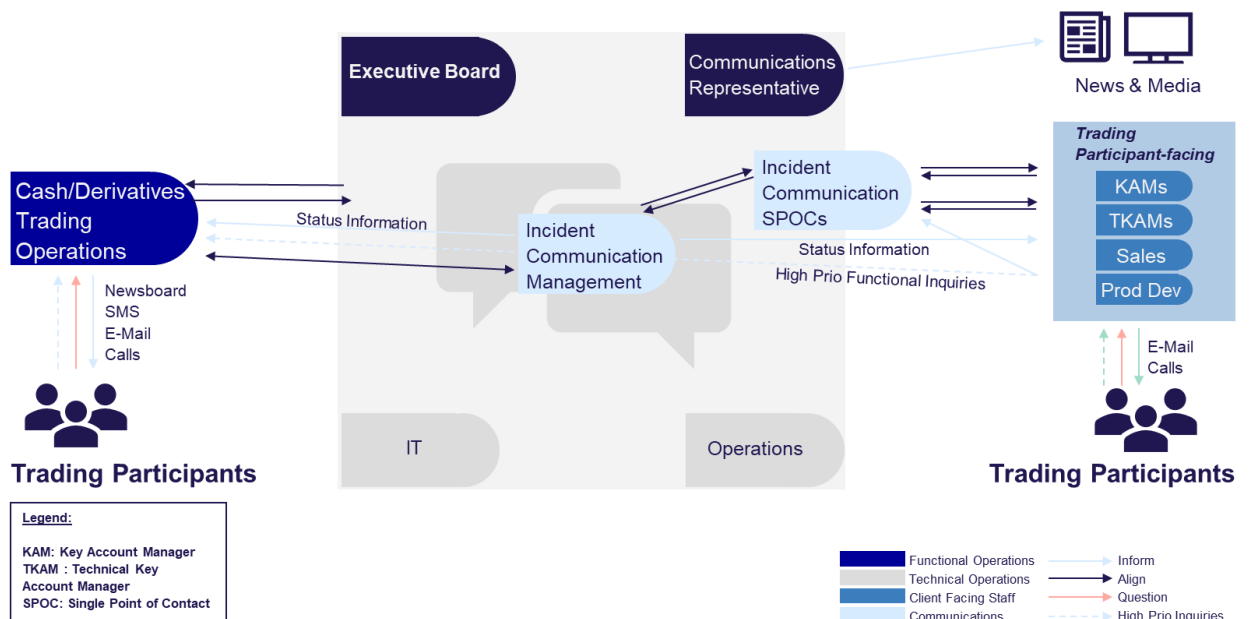 Executive Board
Communications
Representative
News & Media
Trading
Participant-facing
KAMs
TKAMs
Sales
Prod Dev
Cash/Derivatives
Trading
Operations
Incident
Communication
SPOCs
Status Information
Incident
Communication
Management
Status Information
High Prio Functional Inquiries
Newsboard
SMS
E-Mail
Calls
E-Mail
Calls
IT
Operations
Trading Participants
Trading Participants
Legend:
KAM: Key Account Manager
TKAM : Technical Key
Account Manager
SPOC: Single Point of Contact
Functional Operations
Technical Operations
Client Facing Staff
Communications
Inform
Align
Question
High Prio Inquiries